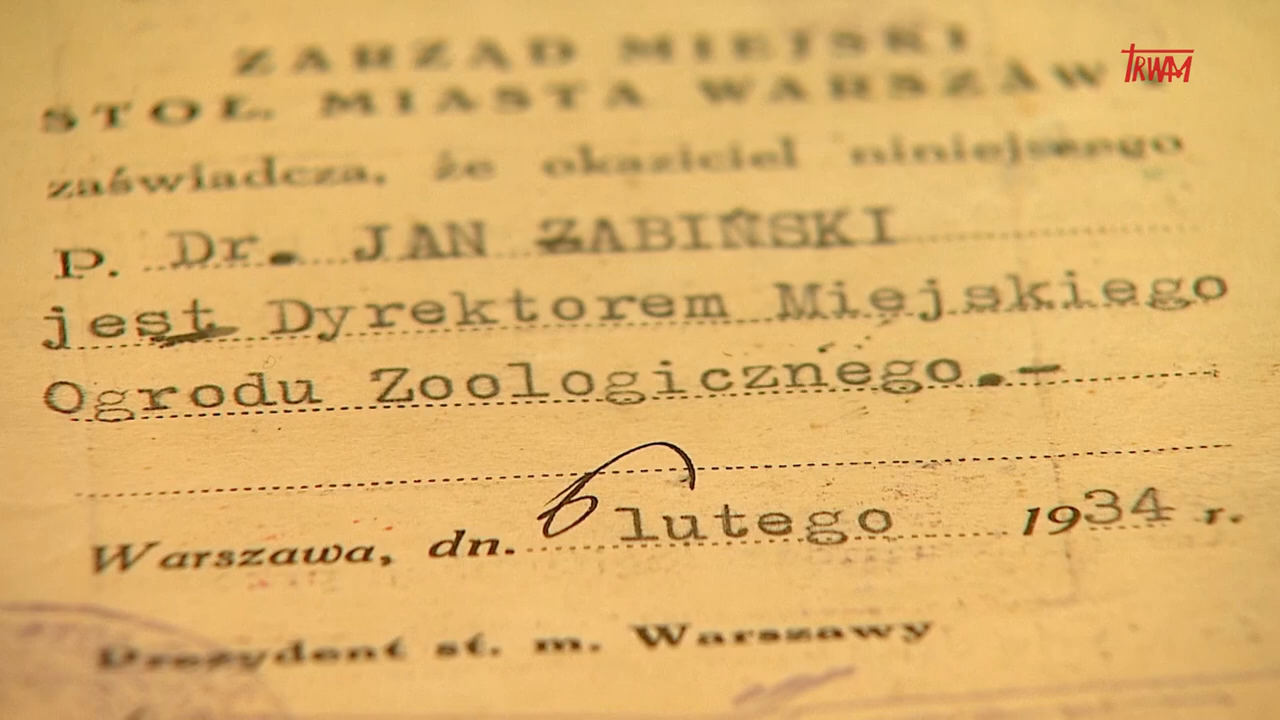 ZARZĄD MIEJSKI
TRWAM
STOŁ. MIASTA WARSZAWY
zaświadcza, że okaziciel niniejszego
P. Dr. JAN ŻABIŃSKI
jest Dyrektorem Miejskiego
Ogrodu Zoologicznego.-
Warszawa, dn. 6 lutego 1934 r.
Prezydent st. m. Warszawy